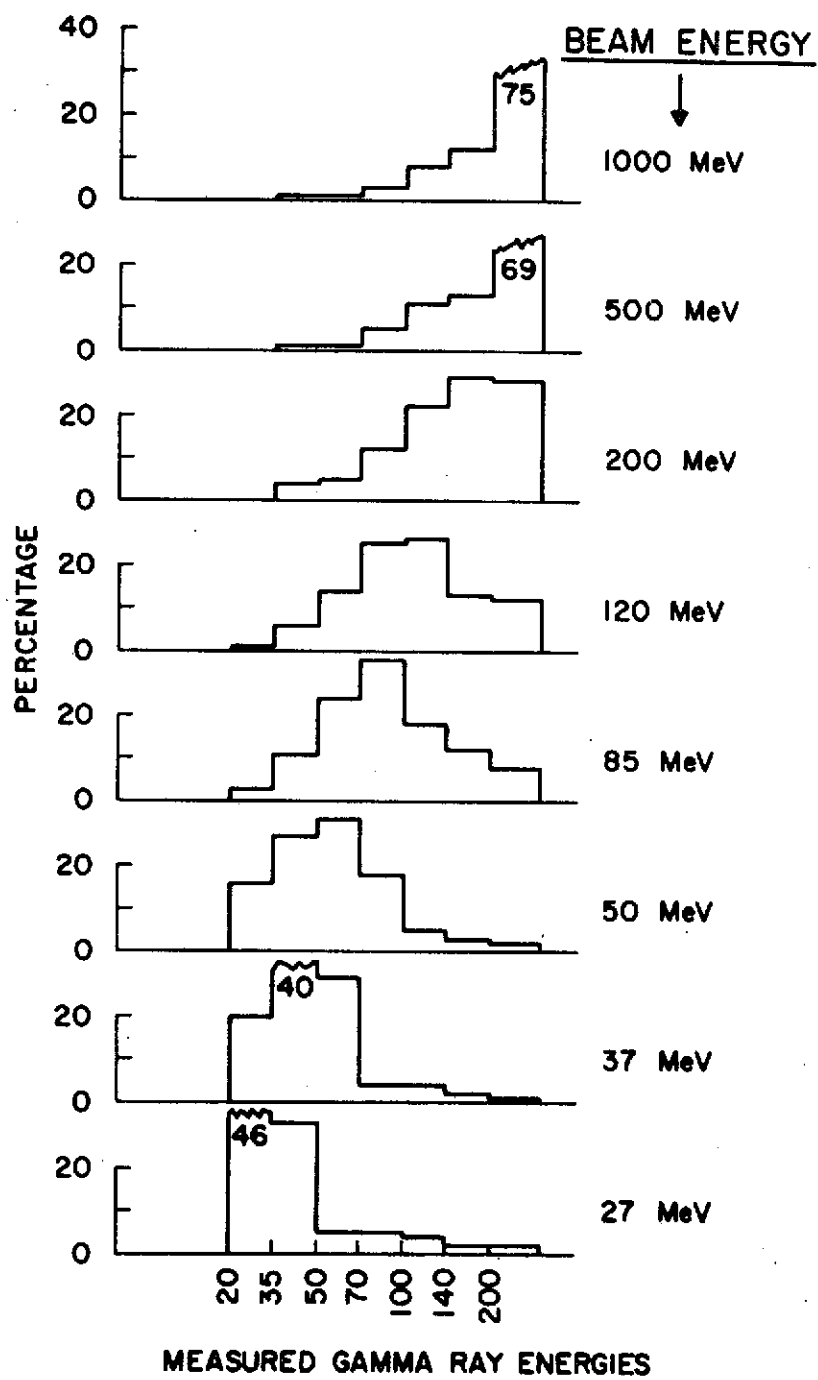 BEAM ENERGY
40
20
0
75
1000 MeV
20
0
69
500 MeV
20
0
200 MeV
20
0
120 MeV
20
0
85 MeV
20
0
50 MeV
20
0
40
37 MeV
20
0
46
27 MeV
PERCENTAGE
20 35 50 70 100 140 200
MEASURED GAMMA RAY ENERGIES